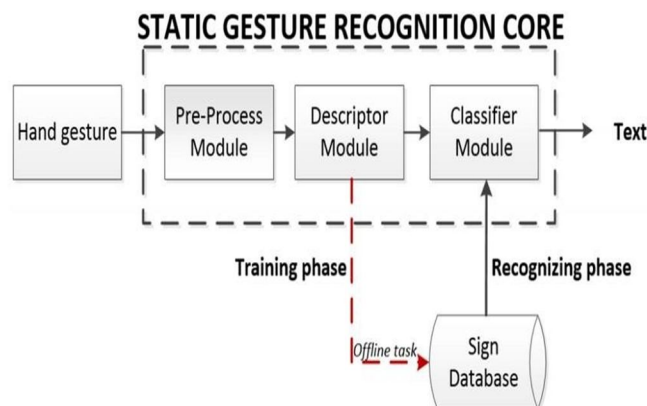 STATIC GESTURE RECOGNITION CORE
Hand gesture
Pre-Process
Module
Descriptor
Module
Classifier
Module
Text
Training phase
Recognizing phase
Offline task
Sign
Database